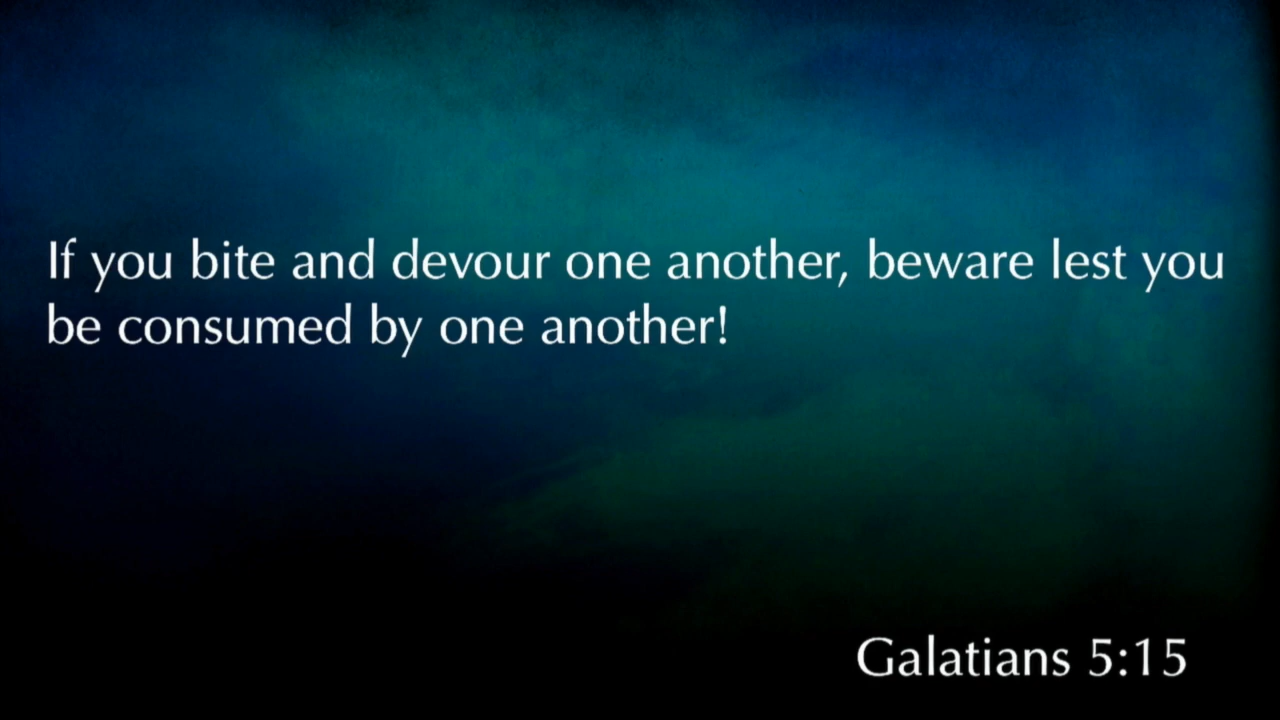 If you bite and devour one another, beware lest you
be consumed by one another!
Galatians 5:15